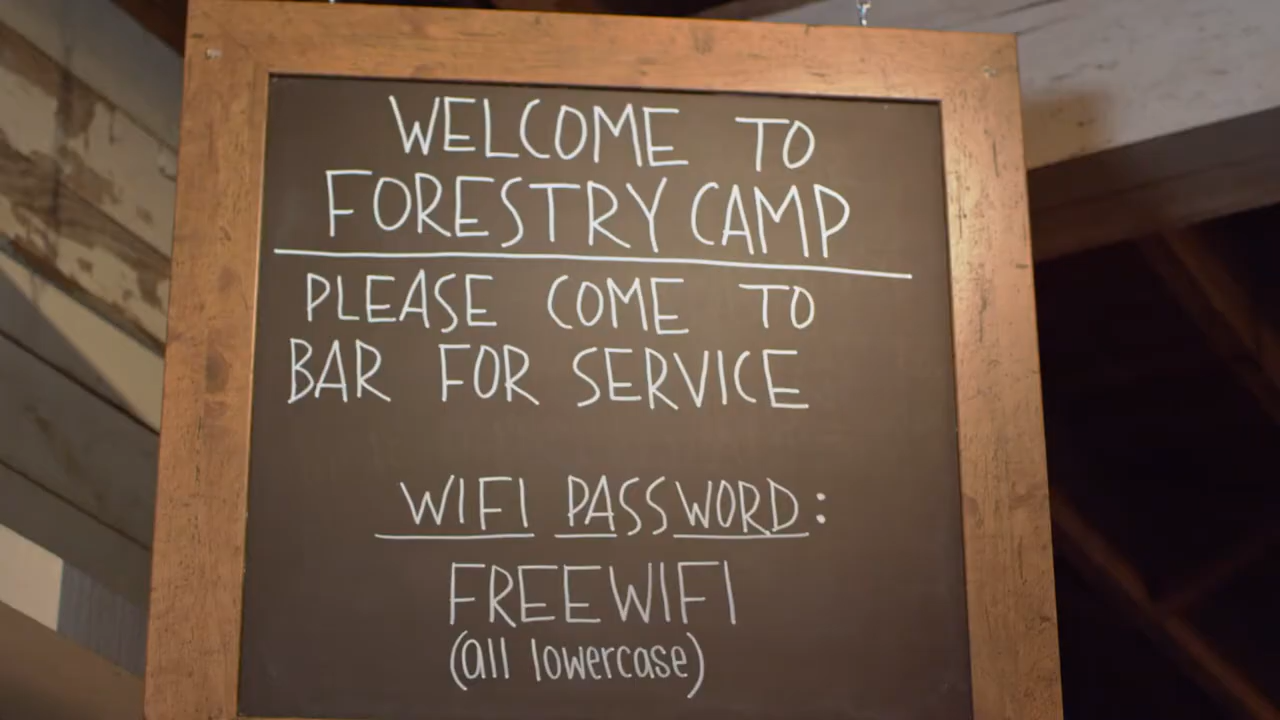 WELCOME TO
FORESTRY CAMP
PLEASE COME TO
BAR FOR SERVICE
WIFI PASSWORD:
FREEWIFI
(all lowercase)